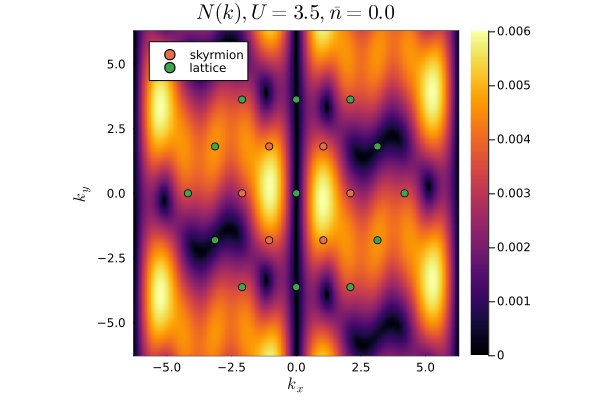 N(k), U = 3.5, n̄ = 0.0
skyrmion
lattice
5.0
2.5
0.0
−2.5
−5.0
k_y
−5.0 −2.5 0.0 2.5 5.0
k_x
0.006
0.005
0.004
0.003
0.002
0.001
0